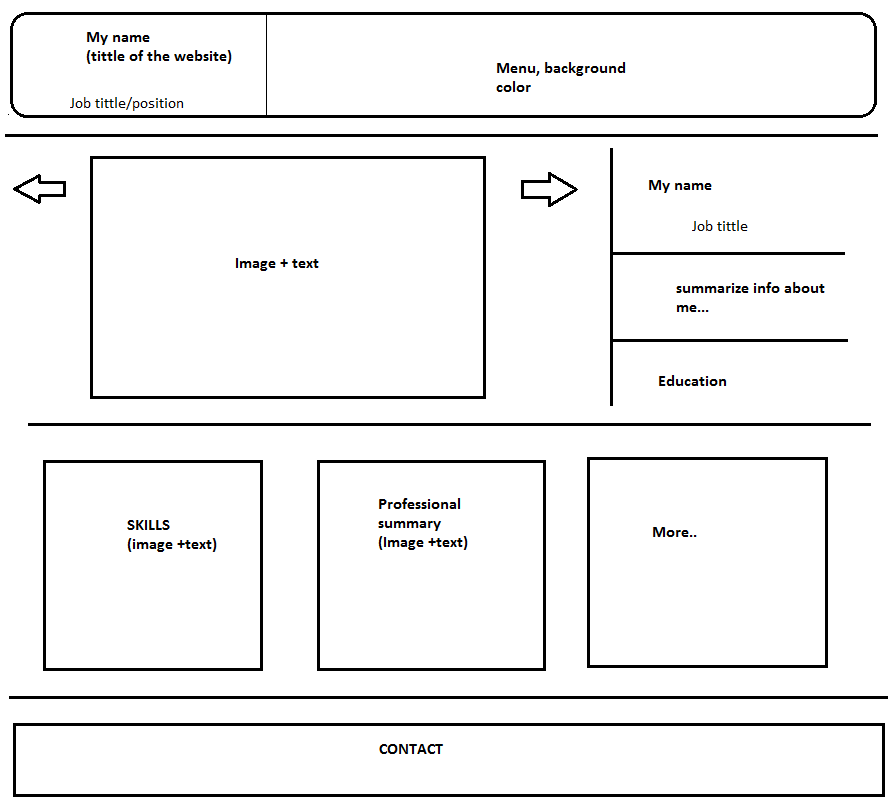 My name
(tittle of the website)
Job tittle/position
Menu, background
color
Image + text
My name
Job tittle
summarize info about
me...
Education
SKILLS
(image +text)
Professional
summary
(Image +text)
More..
CONTACT